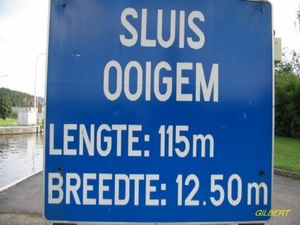 SLUIS
OOIGEM
LENGTE: 115m
BREEDTE: 12.50m
GILBERT